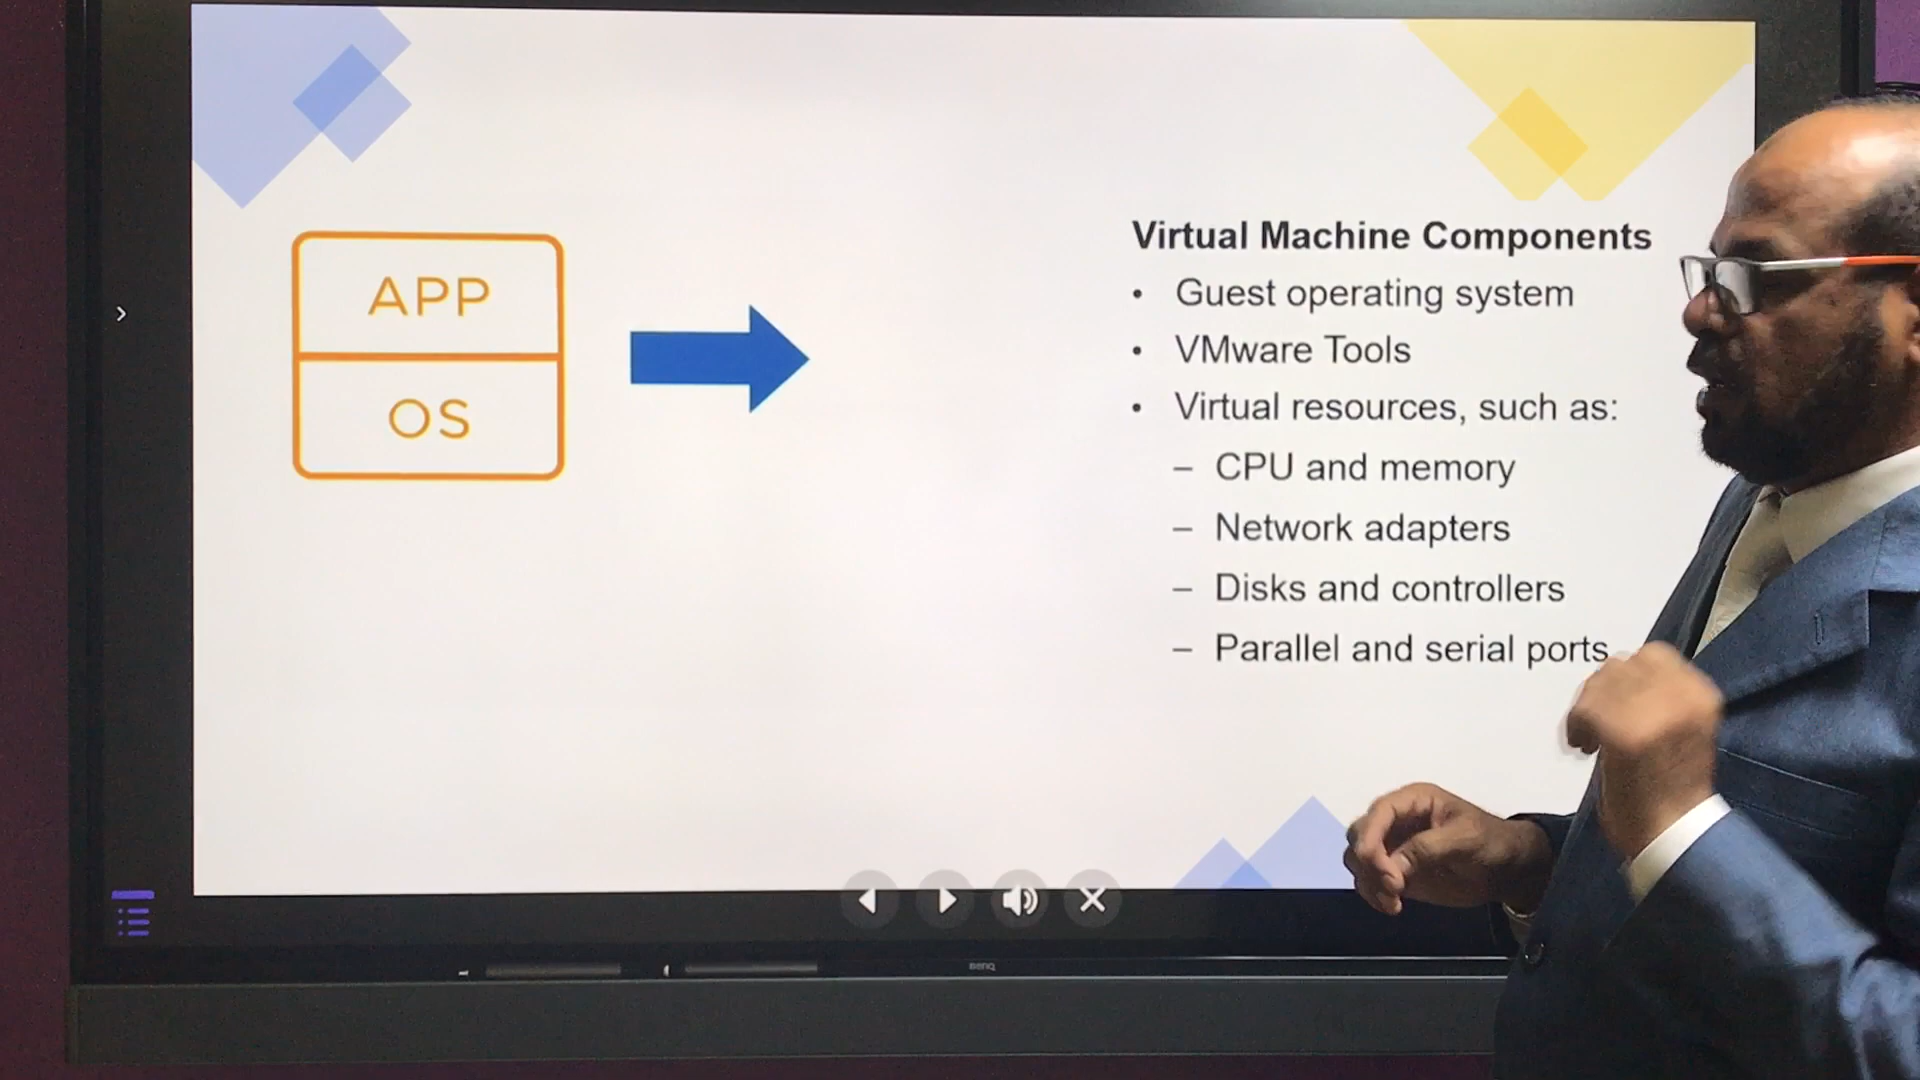 APP
OS
Virtual Machine Components
• Guest operating system
• VMware Tools
• Virtual resources, such as:
– CPU and memory
– Network adapters
– Disks and controllers
– Parallel and serial ports
BenQ